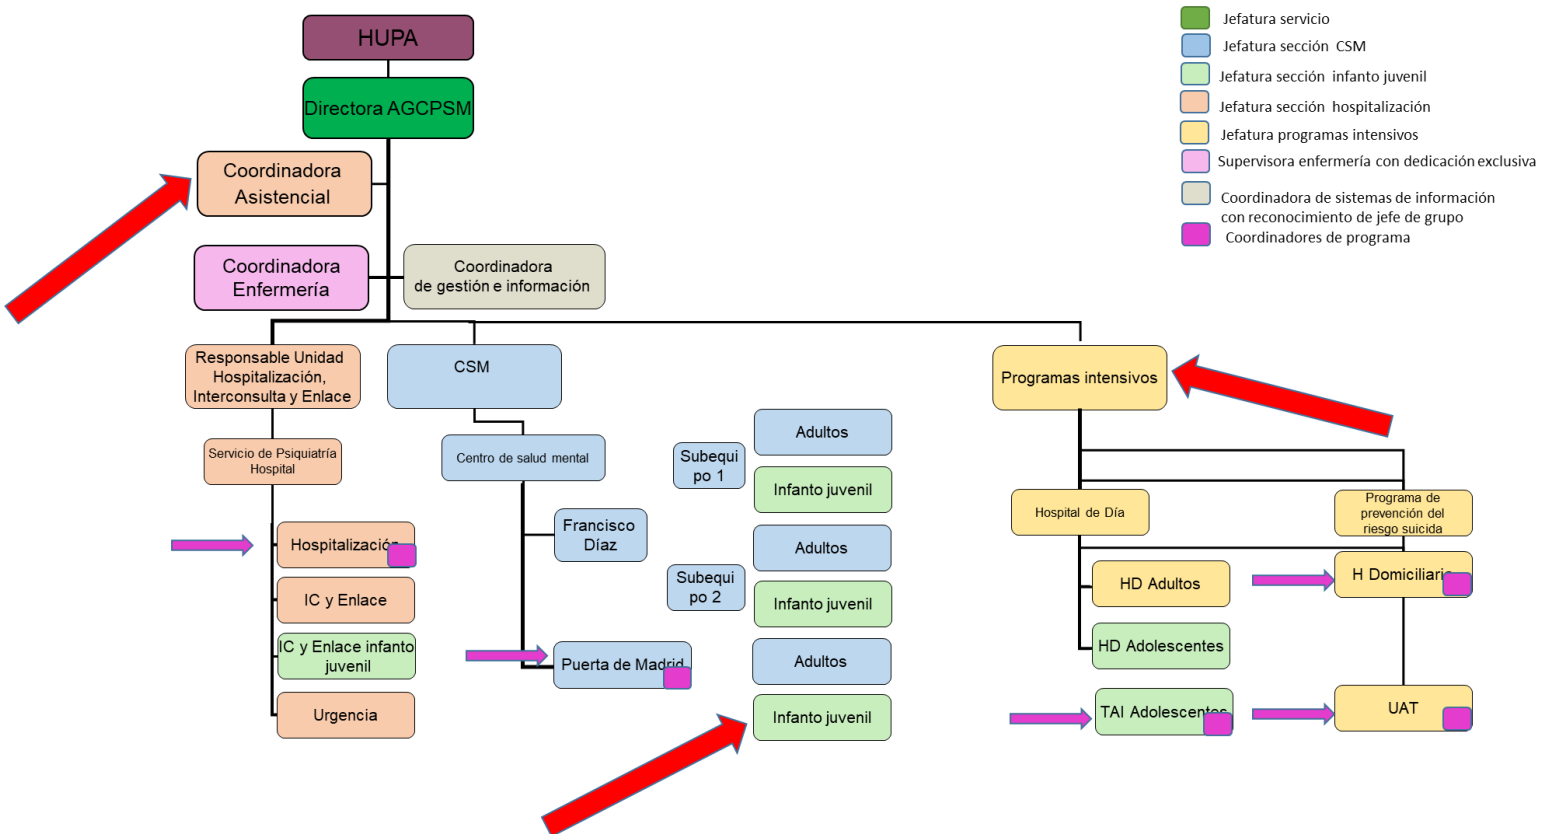 HUPA
Directora AGCPSM
Coordinadora
Asistencial
Coordinadora
Enfermería
Coordinadora
de gestión e información
Responsable Unidad
Hospitalización,
Interconsulta y Enlace
CSM
Programas intensivos
Servicio de Psiquiatría
Hospital
Hospitalización
IC y Enlace
IC y Enlace infanto
juvenil
Urgencia
Centro de salud mental
Francisco
Díaz
Puerta de Madrid
Subequi
po 1
Adultos
Infanto juvenil
Subequi
po 2
Adultos
Infanto juvenil
Adultos
Infanto juvenil
Hospital de Día
HD Adultos
HD Adolescentes
TAI Adolescentes
Programa de
prevención del
riesgo suicida
H Domiciliaria
UAT
Jefatura servicio
Jefatura sección CSM
Jefatura sección infanto juvenil
Jefatura sección hospitalización
Jefatura programas intensivos
Supervisora enfermería con dedicación exclusiva
Coordinadora de sistemas de información
con reconocimiento de jefe de grupo
Coordinadores de programa